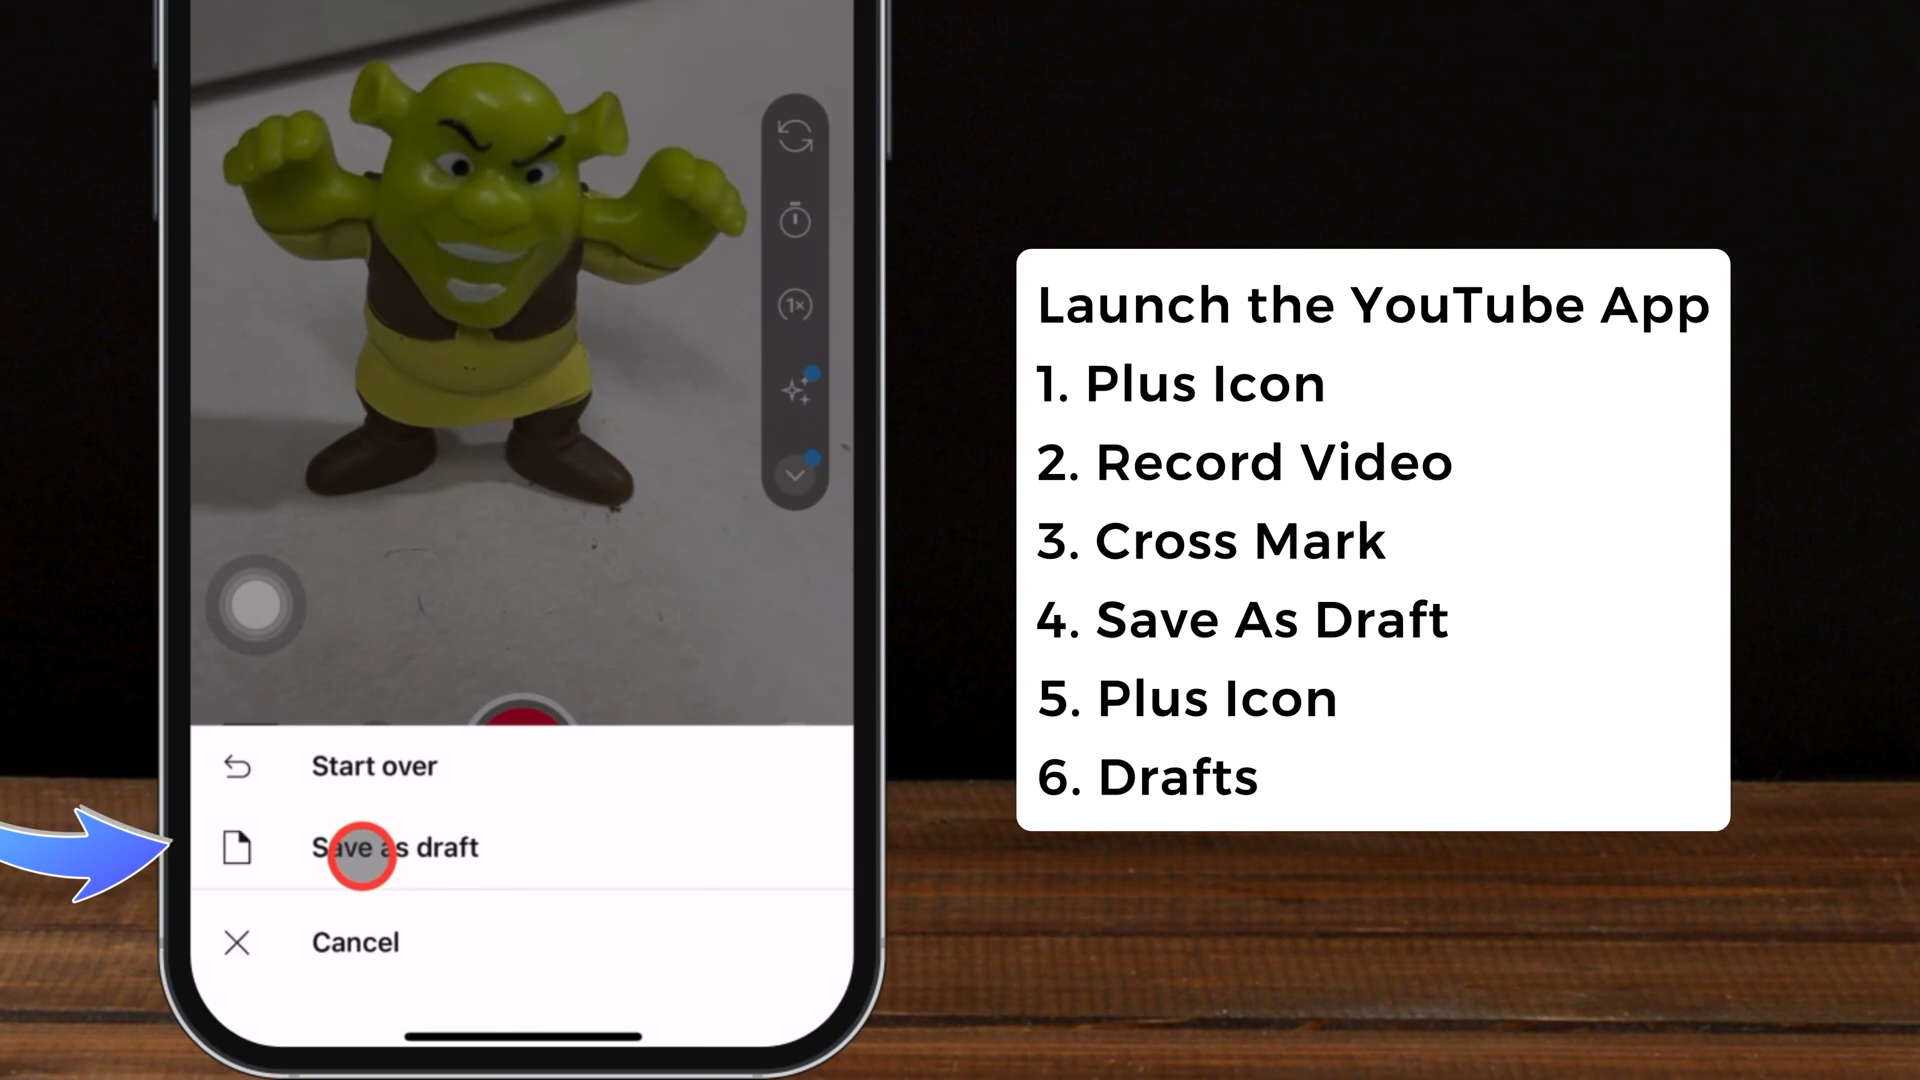 1×
Start over
Save as draft
Cancel
Launch the YouTube App
1. Plus Icon
2. Record Video
3. Cross Mark
4. Save As Draft
5. Plus Icon
6. Drafts